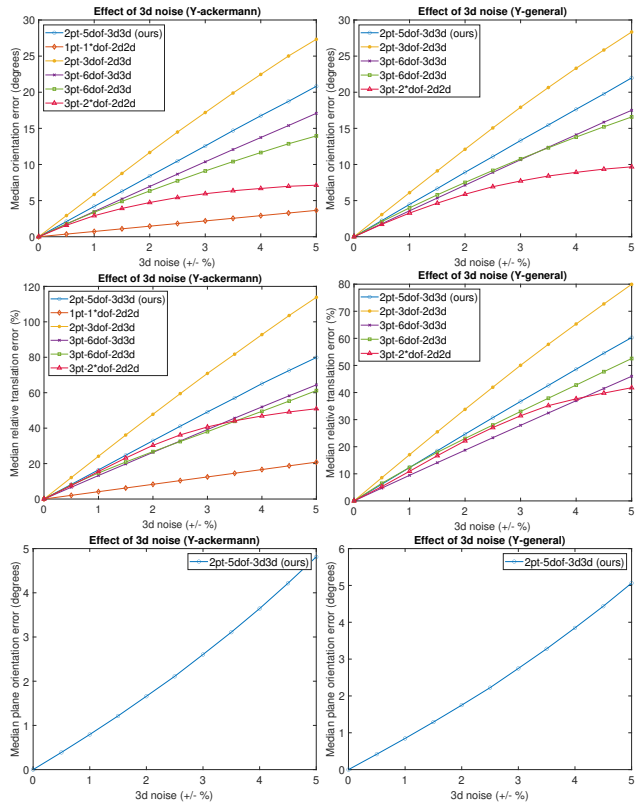 Effect of 3d noise (Y-ackermann)
Median orientation error (degrees)
30
25
20
15
10
5
0
2pt-5dof-3d3d (ours)
1pt-1*dof-2d2d
2pt-3dof-2d3d
3pt-6dof-3d3d
3pt-6dof-2d3d
3pt-2*dof-2d2d
0 1 2 3 4 5
3d noise (+/- %)
Effect of 3d noise (Y-general)
Median orientation error (degrees)
30
25
20
15
10
5
0
2pt-5dof-3d3d (ours)
2pt-3dof-2d3d
3pt-6dof-3d3d
3pt-6dof-2d3d
3pt-2*dof-2d2d
0 1 2 3 4 5
3d noise (+/- %)
Effect of 3d noise (Y-ackermann)
Median relative translation error (%)
120
100
80
60
40
20
0
2pt-5dof-3d3d (ours)
1pt-1*dof-2d2d
2pt-3dof-2d3d
3pt-6dof-3d3d
3pt-6dof-2d3d
3pt-2*dof-2d2d
0 1 2 3 4 5
3d noise (+/- %)
Effect of 3d noise (Y-general)
Median relative translation error (%)
80
70
60
50
40
30
20
10
0
2pt-5dof-3d3d (ours)
2pt-3dof-2d3d
3pt-6dof-3d3d
3pt-6dof-2d3d
3pt-2*dof-2d2d
0 1 2 3 4 5
3d noise (+/- %)
Effect of 3d noise (Y-ackermann)
Median plane orientation error (degrees)
5
4
3
2
1
0
2pt-5dof-3d3d (ours)
0 1 2 3 4 5
3d noise (+/- %)
Effect of 3d noise (Y-general)
Median plane orientation error (degrees)
6
5
4
3
2
1
0
2pt-5dof-3d3d (ours)
0 1 2 3 4 5
3d noise (+/- %)